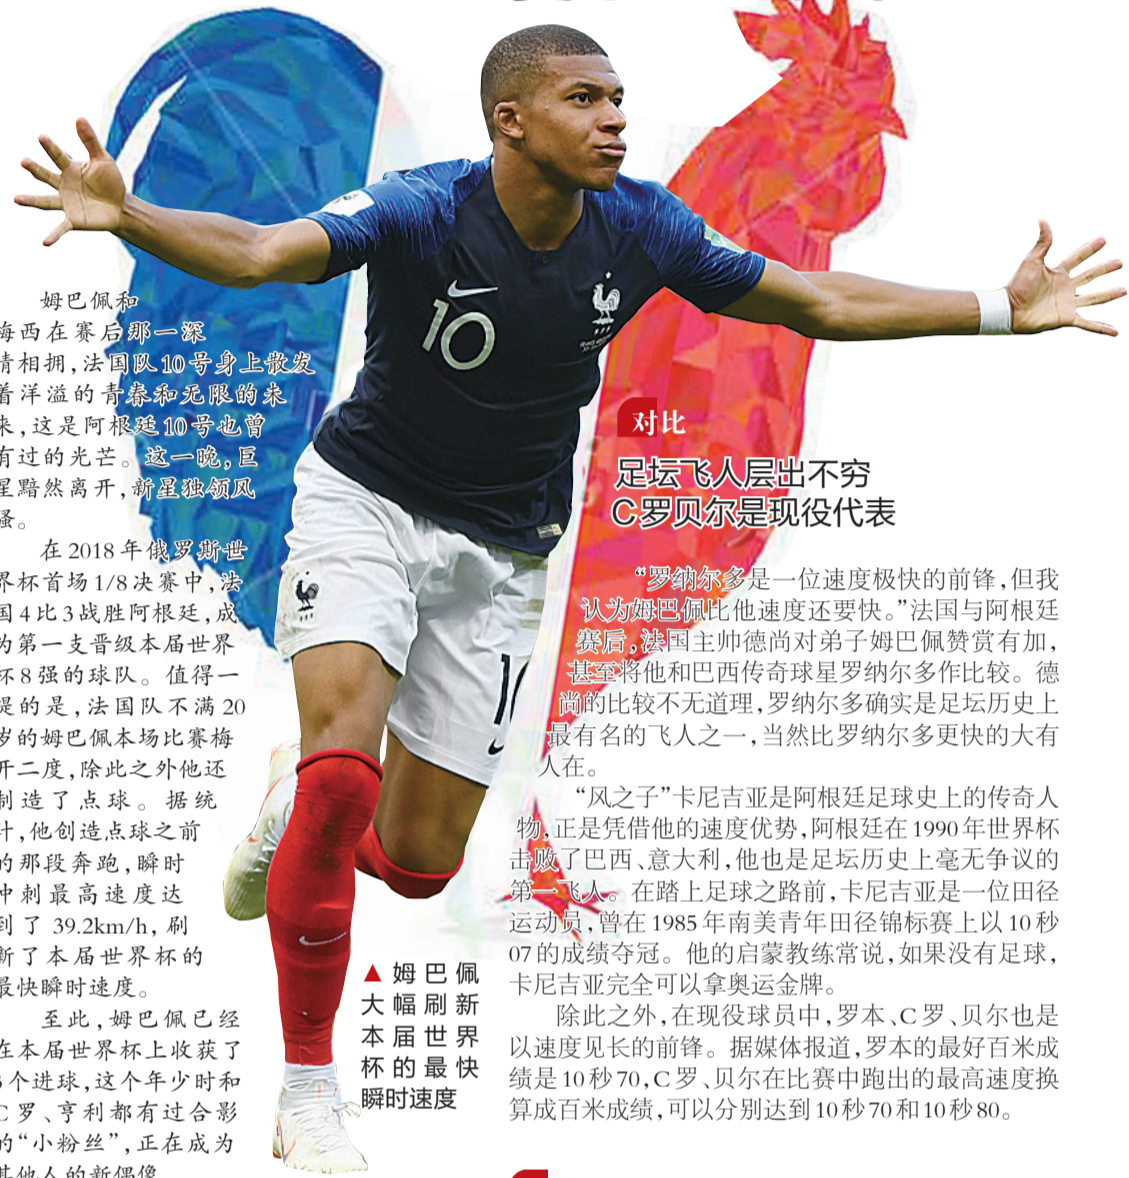 姆巴佩和
梅西在赛后那一深
情相拥,法国队10号身上散发
着洋溢的青春和无限的未
来,这是阿根廷10号也曾
有过的光芒。这一晚,巨
星黯然离开,新星独领风
骚。
在2018年俄罗斯世
界杯首场1/8决赛中,法
国4比3战胜阿根廷,成
为第一支晋级本届世界
杯8强的球队。值得一
提的是,法国队不满20
岁的姆巴佩本场比赛梅
开二度,除此之外他还
制造了点球。据统
计,他创造点球之前
的那段奔跑,瞬时
冲刺最高速度达
到了39.2km/h,刷
新了本届世界杯的
最快瞬时速度。
至此,姆巴佩已经
在本届世界杯上收获了
个进球,这个年少时和
C罗、亨利都有过合影
的“小粉丝”,正在成为
其他人的新偶像
10
10
▲姆巴佩
大幅刷新
本届世界
杯的最快
瞬时速度
对比
足坛飞人层出不穷
C罗贝尔是现役代表
“罗纳尔多是一位速度极快的前锋,但我
认为姆巴佩比他速度还要快。”法国与阿根廷
赛后,法国主帅德尚对弟子姆巴佩赞赏有加,
甚至将他和巴西传奇球星罗纳尔多作比较。德
尚的比较不无道理,罗纳尔多确实是足坛历史上
最有名的飞人之一,当然比罗纳尔多更快的大有
人在。
“风之子”卡尼吉亚是阿根廷足球史上的传奇人
物,正是凭借他的速度优势,阿根廷在1990年世界杯
击败了巴西、意大利,他也是足坛历史上毫无争议的
第一飞人。在踏上足球之路前,卡尼吉亚是一位田径
运动员,曾在1985年南美青年田径锦标赛上以10秒
07的成绩夺冠。他的启蒙教练常说,如果没有足球,
卡尼吉亚完全可以拿奥运金牌。
除此之外,在现役球员中,罗本、C罗、贝尔也是
以速度见长的前锋。据媒体报道,罗本的最好百米成
绩是10秒70,C罗、贝尔在比赛中跑出的最高速度换
算成百米成绩,可以分别达到10秒70和10秒80。